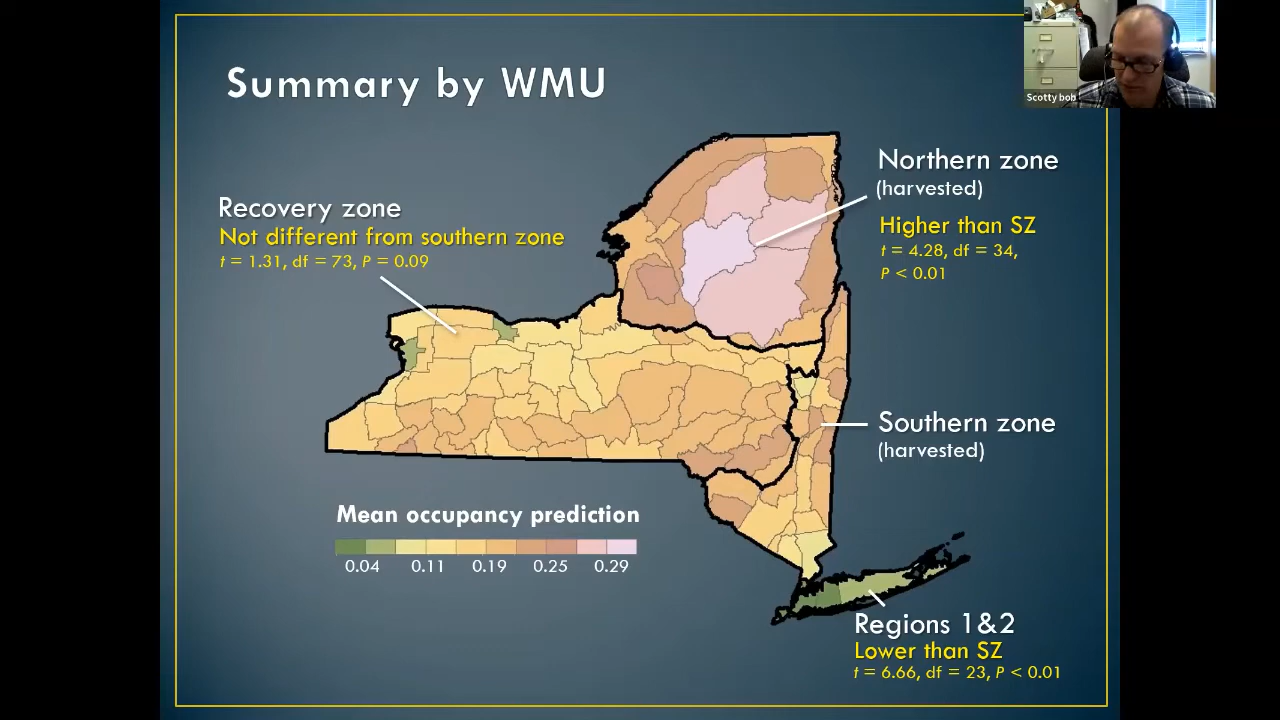 Summary by WMU
Scotty bob
Northern zone
(harvested)
Higher than SZ
t = 4.28, df = 34,
P < 0.01
Recovery zone
Not different from southern zone
t = 1.31, df = 73, P = 0.09
Southern zone
(harvested)
Mean occupancy prediction
0.04 0.11 0.19 0.25 0.29
Regions 1&2
Lower than SZ
t = 6.66, df = 23, P < 0.01